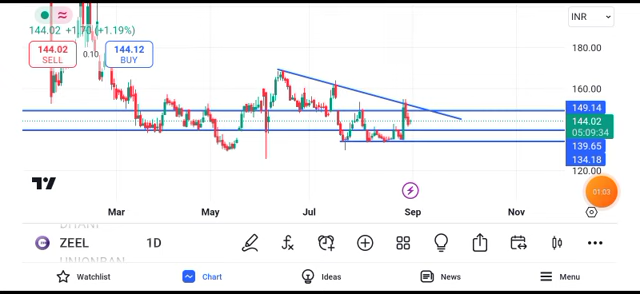 INR
144.02 +1.70 (+1.19%)
144.02
SELL
0.10
144.12
BUY
180.00
160.00
149.14
144.02
05:09:34
139.65
134.18
120.00
01:03
Mar May Jul Sep Nov
DHANI
ZEEL 1D
UNIONBAN
Watchlist Chart Ideas News Menu